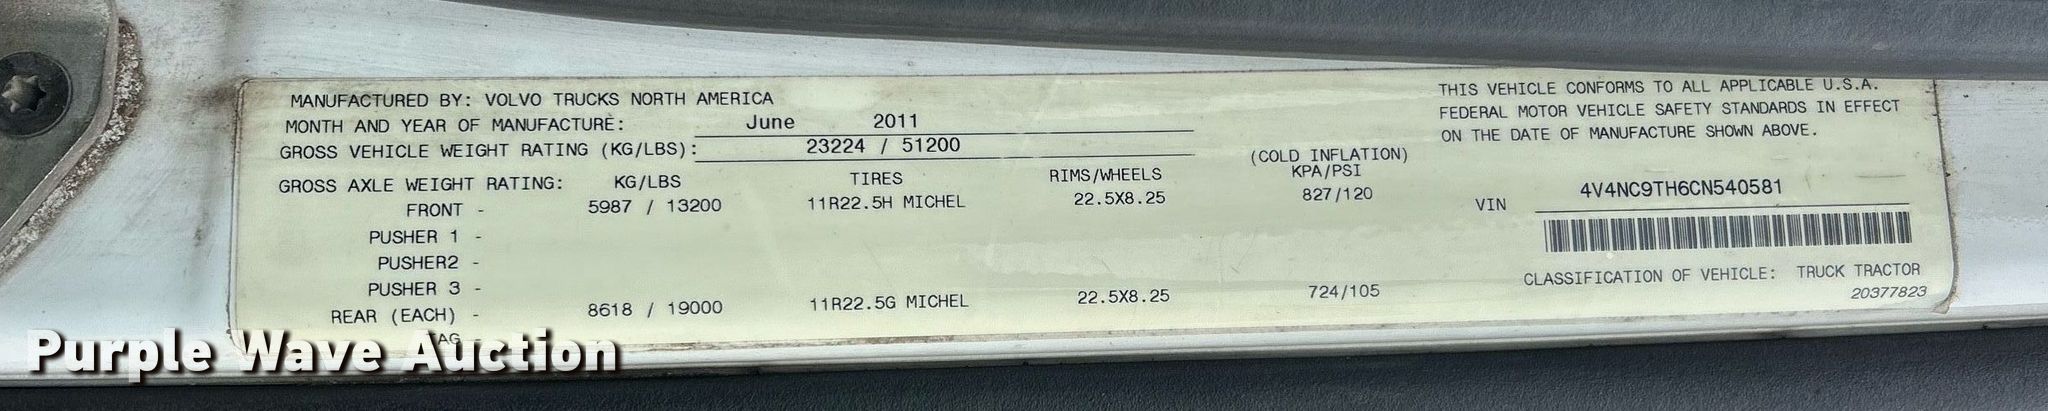 MANUFACTURED BY: VOLVO TRUCKS NORTH AMERICA
MONTH AND YEAR OF MANUFACTURE: June 2011
GROSS VEHICLE WEIGHT RATING (KG/LBS): 23224 / 51200
GROSS AXLE WEIGHT RATING: KG/LBS TIRES RIMS/WHEELS (COLD INFLATION) KPA/PSI
FRONT - 5987 / 13200 11R22.5H MICHEL 22.5X8.25 827/120
PUSHER 1 -
PUSHER2 -
PUSHER 3 -
REAR (EACH) - 8618 / 19000 11R22.5G MICHEL 22.5X8.25 724/105
THIS VEHICLE CONFORMS TO ALL APPLICABLE U.S.A.
FEDERAL MOTOR VEHICLE SAFETY STANDARDS IN EFFECT
ON THE DATE OF MANUFACTURE SHOWN ABOVE.
VIN 4V4NC9TH6CN540581
CLASSIFICATION OF VEHICLE: TRUCK TRACTOR
20377823
Purple Wave Auction